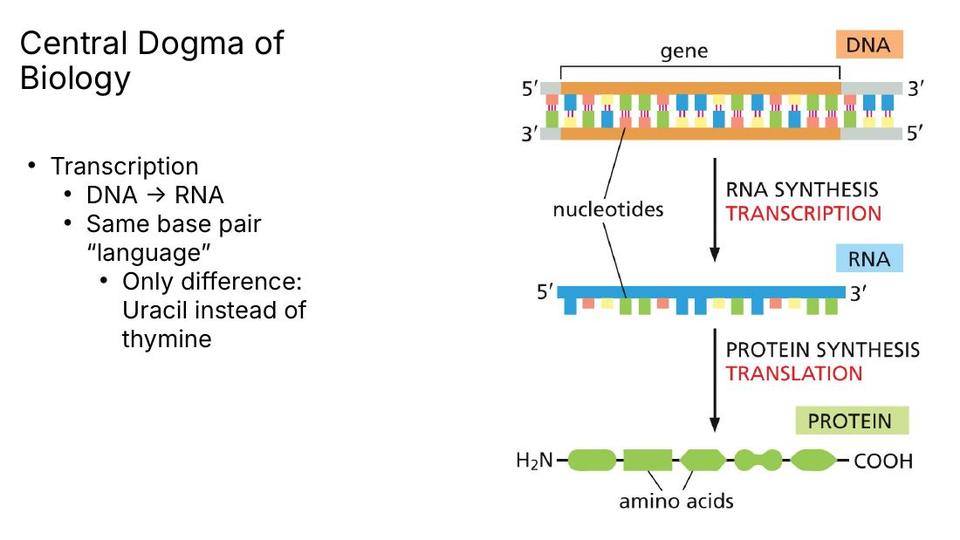 Central Dogma of
Biology
• Transcription
• DNA → RNA
• Same base pair
“language”
• Only difference:
Uracil instead of
thymine
DNA
gene
5′
3′
3′
5′
nucleotides
RNA SYNTHESIS
TRANSCRIPTION
RNA
5′
3′
PROTEIN SYNTHESIS
TRANSLATION
PROTEIN
H₂N
COOH
amino acids